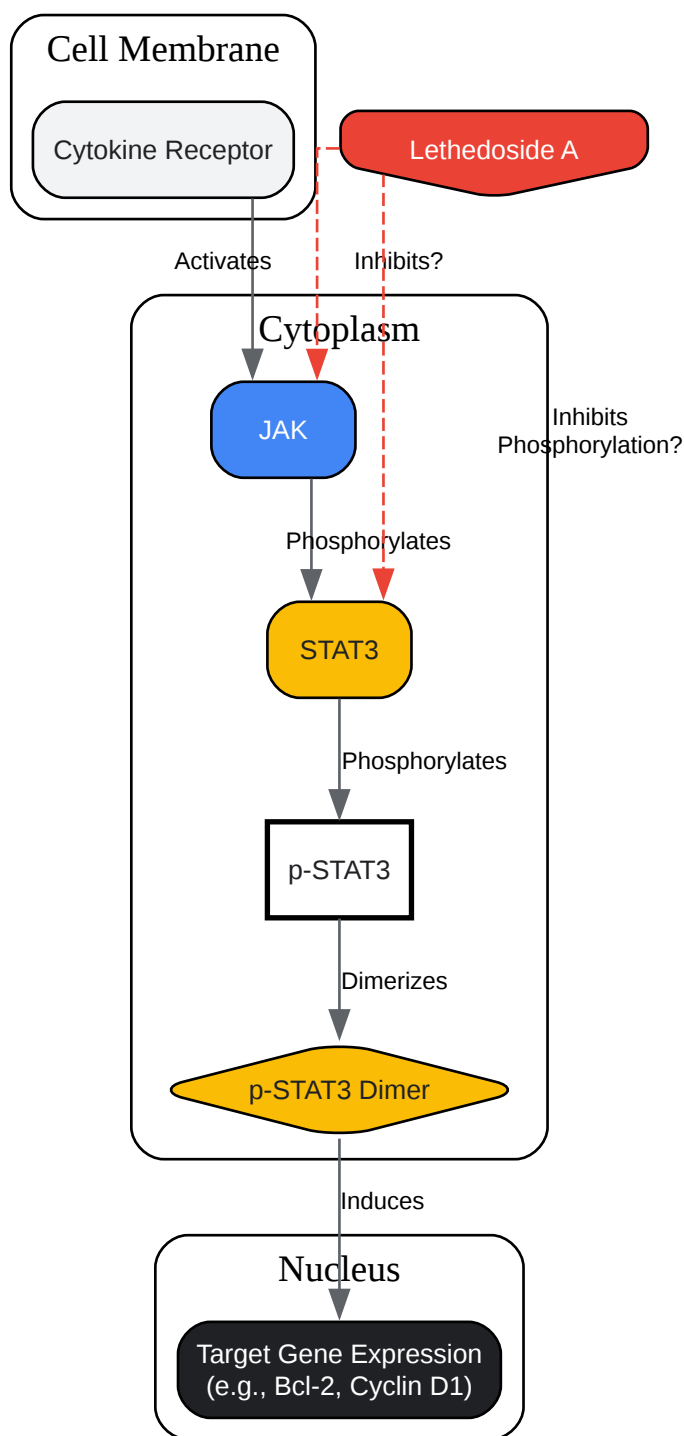 Cell Membrane
Cytokine Receptor
Lethedoside A
Activates
Inhibits?
Cytoplasm
JAK
Inhibits
Phosphorylation?
Phosphorylates
STAT3
Phosphorylates
p-STAT3
Dimerizes
p-STAT3 Dimer
Induces
Nucleus
Target Gene Expression
(e.g., Bcl-2, Cyclin D1)